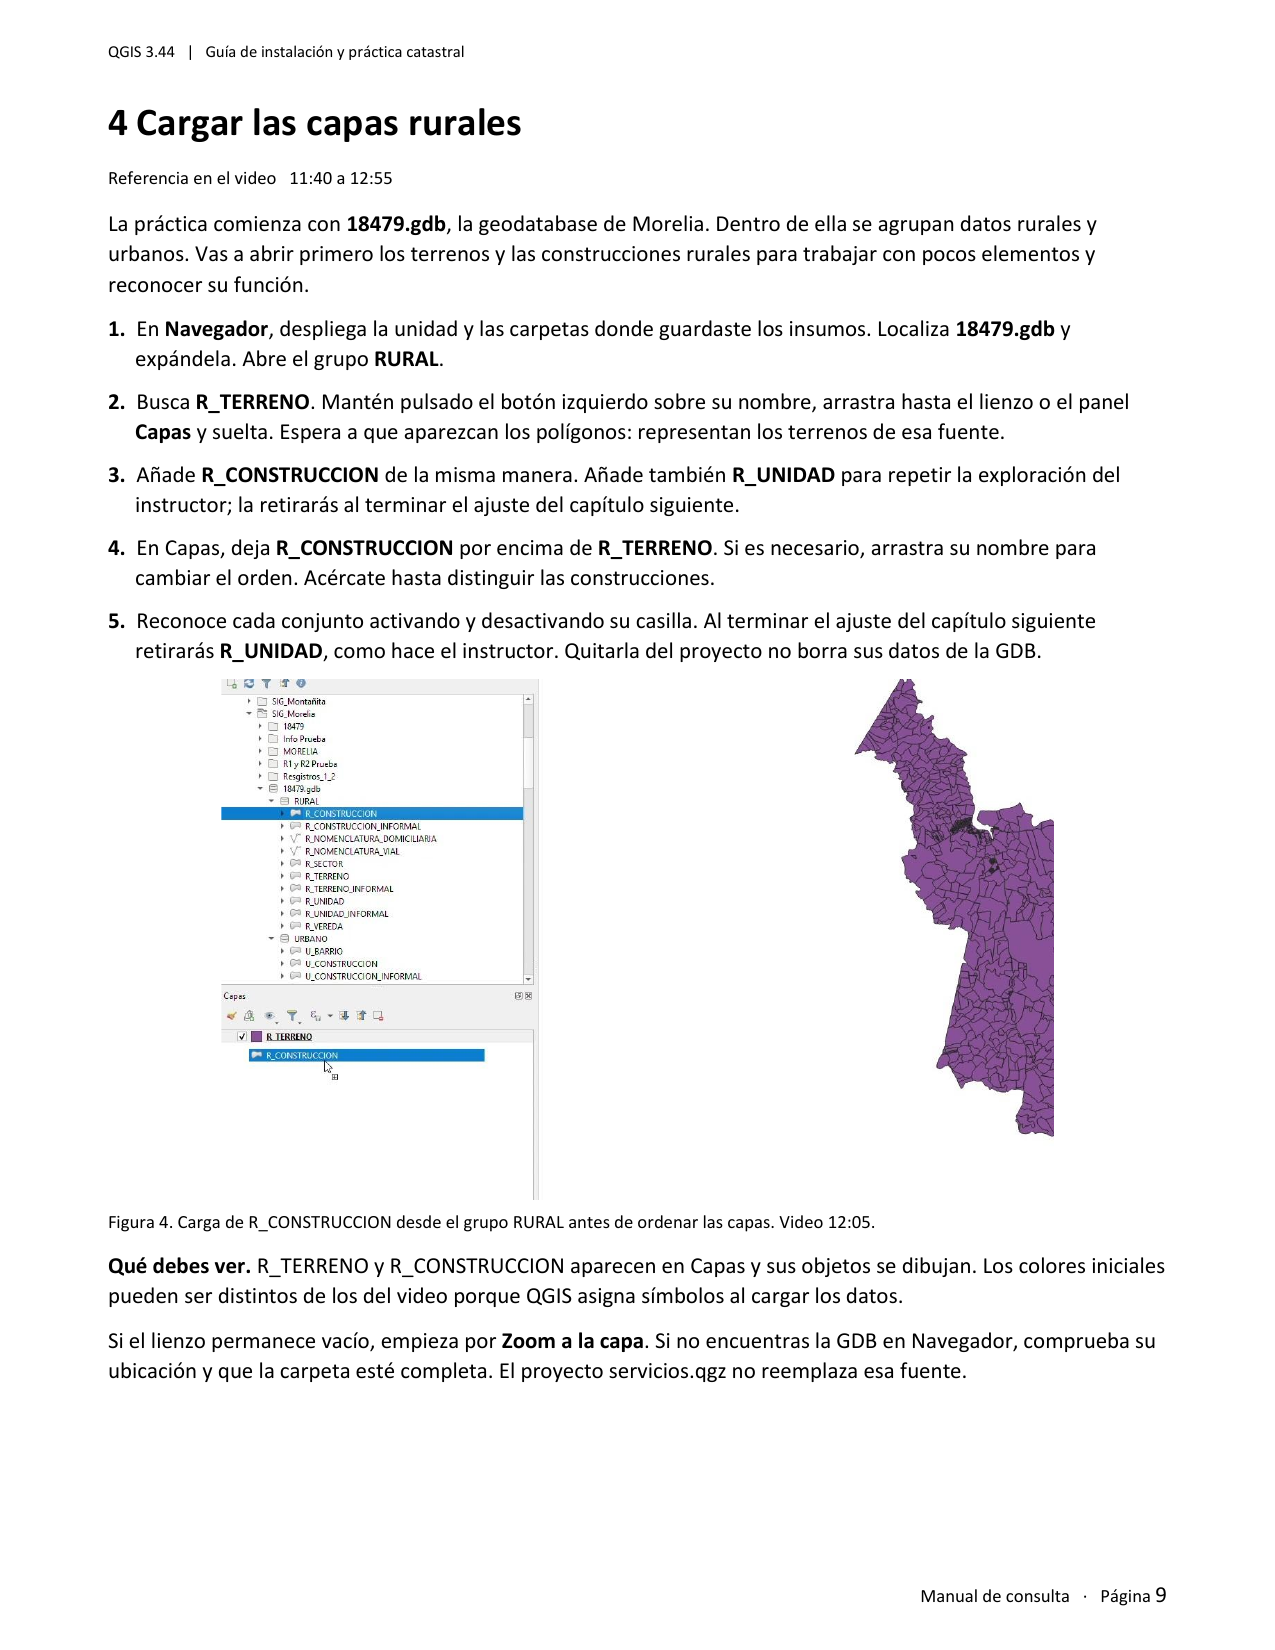 QGIS 3.44 | Guía de instalación y práctica catastral
4 Cargar las capas rurales
Referencia en el video 11:40 a 12:55
La práctica comienza con 18479.gdb, la geodatabase de Morelia. Dentro de ella se agrupan datos rurales y
urbanos. Vas a abrir primero los terrenos y las construcciones rurales para trabajar con pocos elementos y
reconocer su función.
1. En Navegador, despliega la unidad y las carpetas donde guardaste los insumos. Localiza 18479.gdb y
expándela. Abre el grupo RURAL.
2. Busca R_TERRENO. Mantén pulsado el botón izquierdo sobre su nombre, arrastra hasta el lienzo o el panel
Capas y suelta. Espera a que aparezcan los polígonos: representan los terrenos de esa fuente.
3. Añade R_CONSTRUCCION de la misma manera. Añade también R_UNIDAD para repetir la exploración del
instructor; la retirarás al terminar el ajuste del capítulo siguiente.
4. En Capas, deja R_CONSTRUCCION por encima de R_TERRENO. Si es necesario, arrastra su nombre para
cambiar el orden. Acércate hasta distinguir las construcciones.
5. Reconoce cada conjunto activando y desactivando su casilla. Al terminar el ajuste del capítulo siguiente
retirarás R_UNIDAD, como hace el instructor. Quitarla del proyecto no borra sus datos de la GDB.
SIG_Montañita
SIG_Morelia
18479
Info Prueba
MORELIA
R1 y R2 Prueba
Resgistros_1_2
18479.gdb
RURAL
R_CONSTRUCCION
R_CONSTRUCCION_INFORMAL
R_NOMENCLATURA_DOMICILIARIA
R_NOMENCLATURA_VIAL
R_SECTOR
R_TERRENO
R_TERRENO_INFORMAL
R_UNIDAD
R_UNIDAD_INFORMAL
R_VEREDA
URBANO
U_BARRIO
U_CONSTRUCCION
U_CONSTRUCCION_INFORMAL
Capas
R_TERRENO
R_CONSTRUCCION
Figura 4. Carga de R_CONSTRUCCION desde el grupo RURAL antes de ordenar las capas. Video 12:05.
Qué debes ver. R_TERRENO y R_CONSTRUCCION aparecen en Capas y sus objetos se dibujan. Los colores iniciales
pueden ser distintos de los del video porque QGIS asigna símbolos al cargar los datos.
Si el lienzo permanece vacío, empieza por Zoom a la capa. Si no encuentras la GDB en Navegador, comprueba su
ubicación y que la carpeta esté completa. El proyecto servicios.qgz no reemplaza esa fuente.
Manual de consulta · Página 9